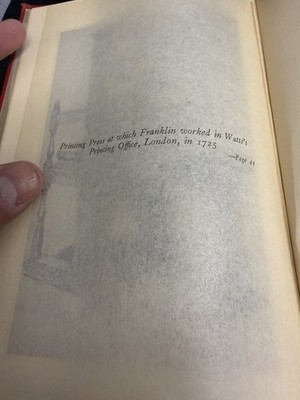 Printing Press at which Franklin worked in Watts's
Printing Office, London, in 1725
—Page 44